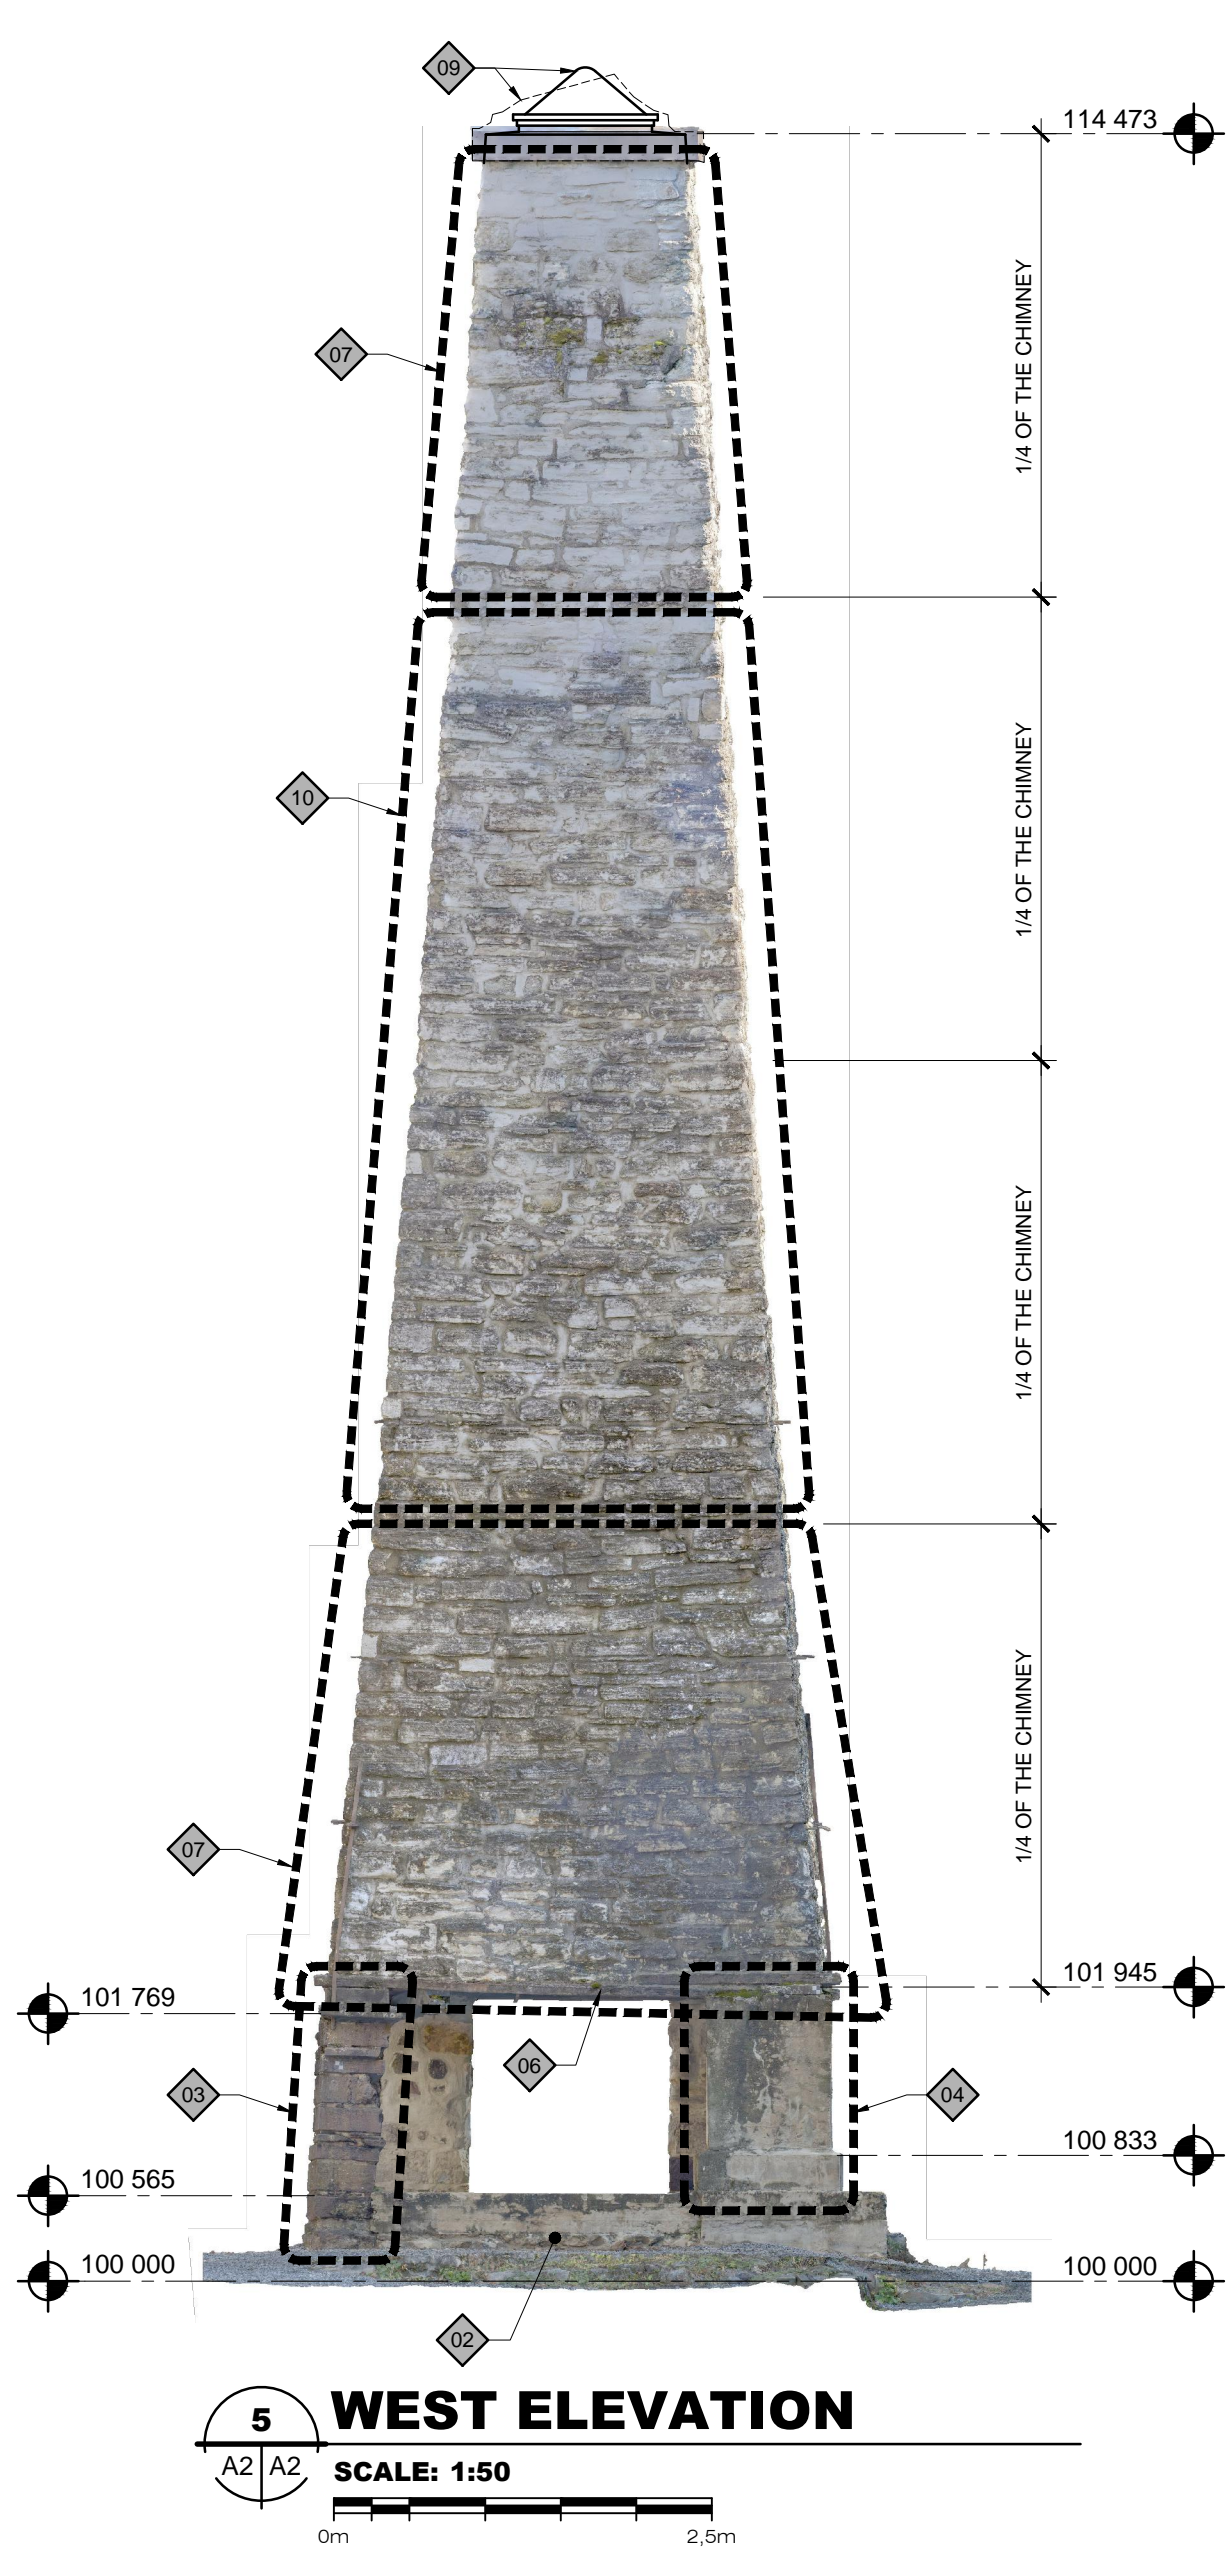 09
114 473
1/4 OF THE CHIMNEY
07
1/4 OF THE CHIMNEY
10
1/4 OF THE CHIMNEY
1/4 OF THE CHIMNEY
07
101 769
101 945
06
03
04
100 833
100 565
100 000
100 000
02
5
A2 A2
WEST ELEVATION
SCALE: 1:50
0m 2,5m